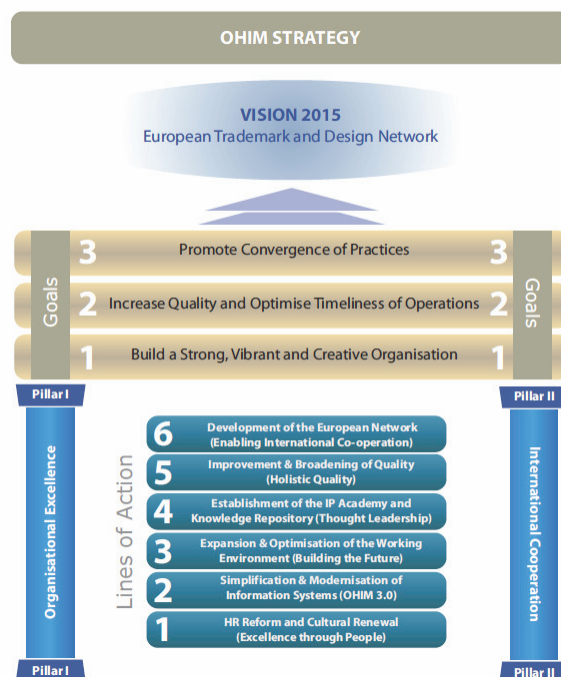 OHIM STRATEGY
VISION 2015
European Trademark and Design Network
Goals
3 Promote Convergence of Practices 3
2 Increase Quality and Optimise Timeliness of Operations 2
1 Build a Strong, Vibrant and Creative Organisation 1
Goals
Pillar I
Pillar II
Organisational Excellence
Lines of Action
6 Development of the European Network
(Enabling International Co-operation)
5 Improvement & Broadening of Quality
(Holistic Quality)
4 Establishment of the IP Academy and
Knowledge Repository (Thought Leadership)
3 Expansion & Optimisation of the Working
Environment (Building the Future)
2 Simplification & Modernisation of
Information Systems (OHIM 3.0)
1 HR Reform and Cultural Renewal
(Excellence through People)
International Cooperation
Pillar I
Pillar II